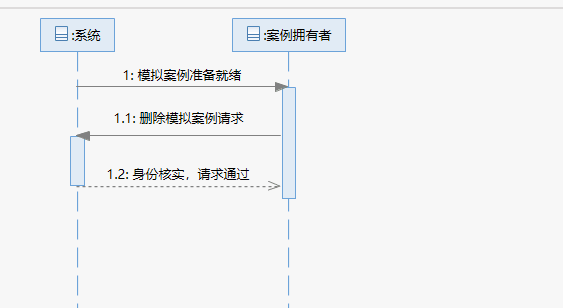 :系统
:案例拥有者
1: 模拟案例准备就绪
1.1: 删除模拟案例请求
1.2: 身份核实，请求通过